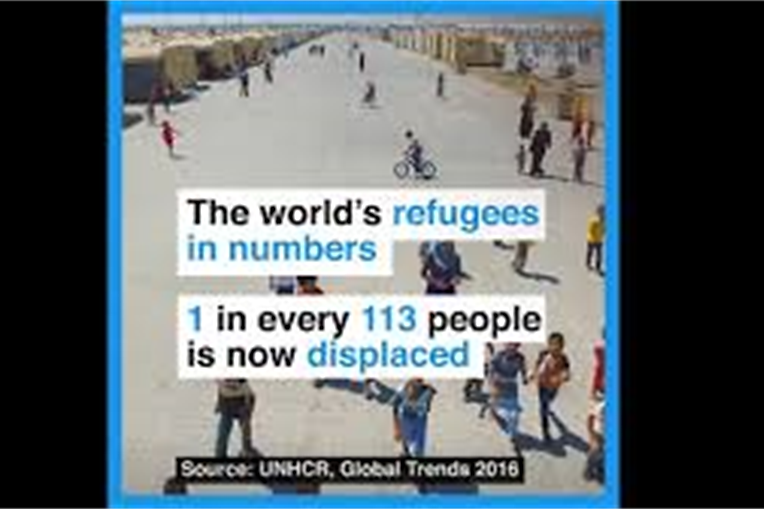 The world's refugees
in numbers
1 in every 113 people
is now displaced
Source: UNHCR, Global Trends 2016